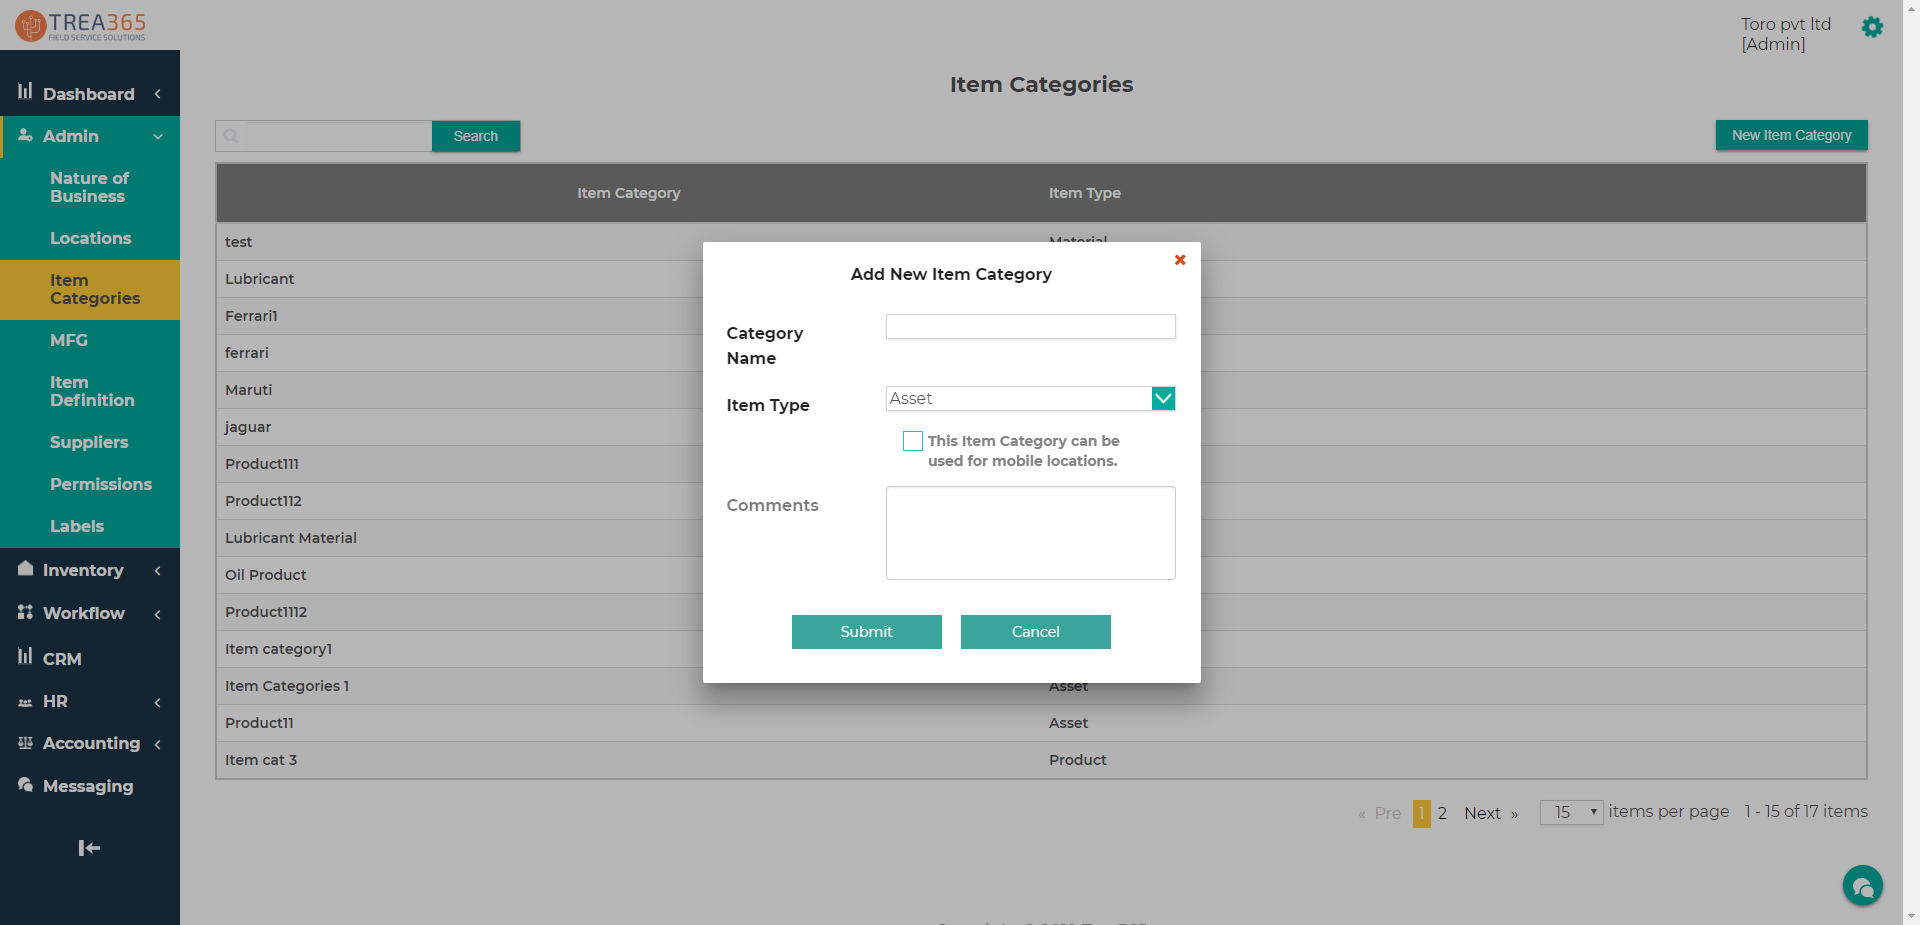 TREA365
FIELD SERVICE SOLUTIONS
Toro pvt ltd
[Admin]
Dashboard
Admin
Nature of
Business
Locations
Item
Categories
MFG
Item
Definition
Suppliers
Permissions
Labels
Inventory
Workflow
CRM
HR
Accounting
Messaging
Item Categories
Search
New Item Category
Item Category Item Type
test Material
Lubricant
Ferrari1
ferrari
Maruti
jaguar
Product111
Product112
Lubricant Material
Oil Product
Product1112
Item category1
Item Categories 1 Asset
Product11 Asset
Item cat 3 Product
Add New Item Category
Category
Name
Item Type Asset
This Item Category can be
used for mobile locations.
Comments
Submit Cancel
« Pre 1 2 Next » 15 items per page 1 - 15 of 17 items